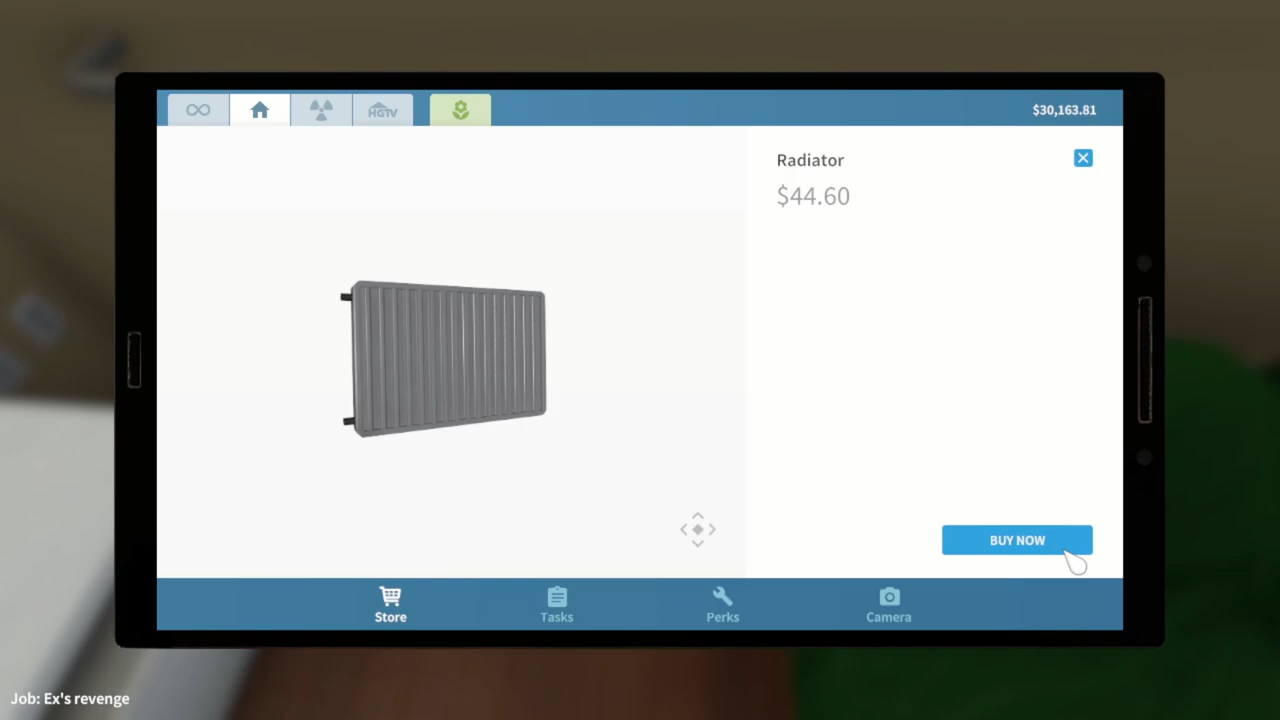 HGTV
$30,163.81
Radiator
$44.60
BUY NOW
Store
Tasks
Perks
Camera
Job: Ex's revenge